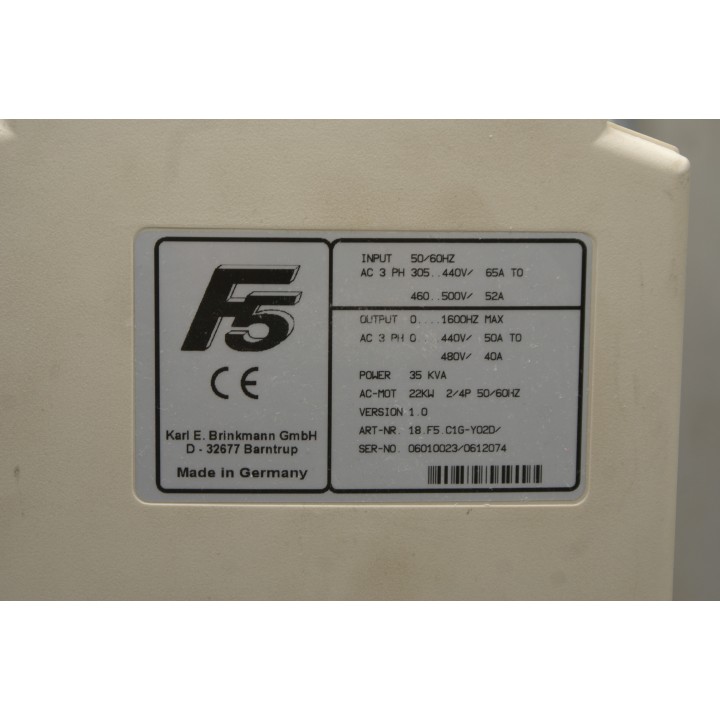 F5
CE
Karl E. Brinkmann GmbH
D - 32677 Barntrup
Made in Germany
INPUT 50/60HZ
AC 3 PH 305..440V/ 65A TO
460..500V/ 52A
OUTPUT 0....1600HZ MAX
AC 3 PH 0...440V/ 50A TO
480V/ 40A
POWER 35 KVA
AC-MOT 22KW 2/4P 50/60HZ
VERSION 1.0
ART-NR. 18.F5.C1G-Y02D/
SER-NO. 06010023/0612074